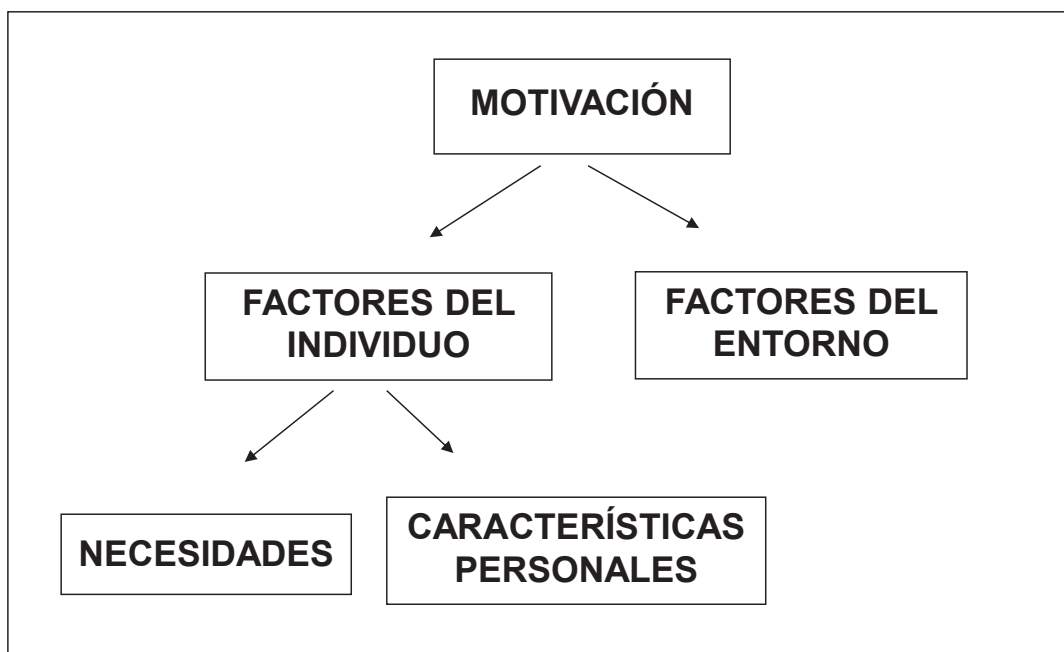 MOTIVACIÓN
FACTORES DEL
INDIVIDUO
FACTORES DEL
ENTORNO
NECESIDADES
CARACTERÍSTICAS
PERSONALES